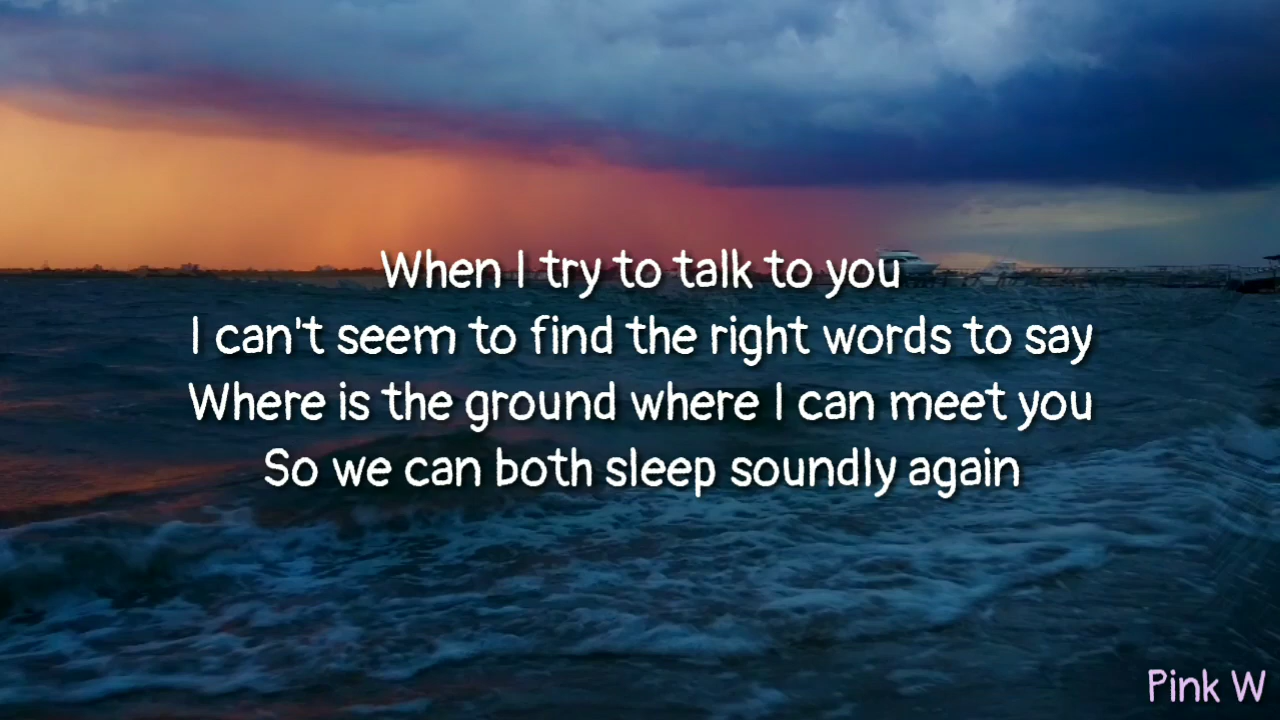 When I try to talk to you
I can't seem to find the right words to say
Where is the ground where I can meet you
So we can both sleep soundly again
Pink W